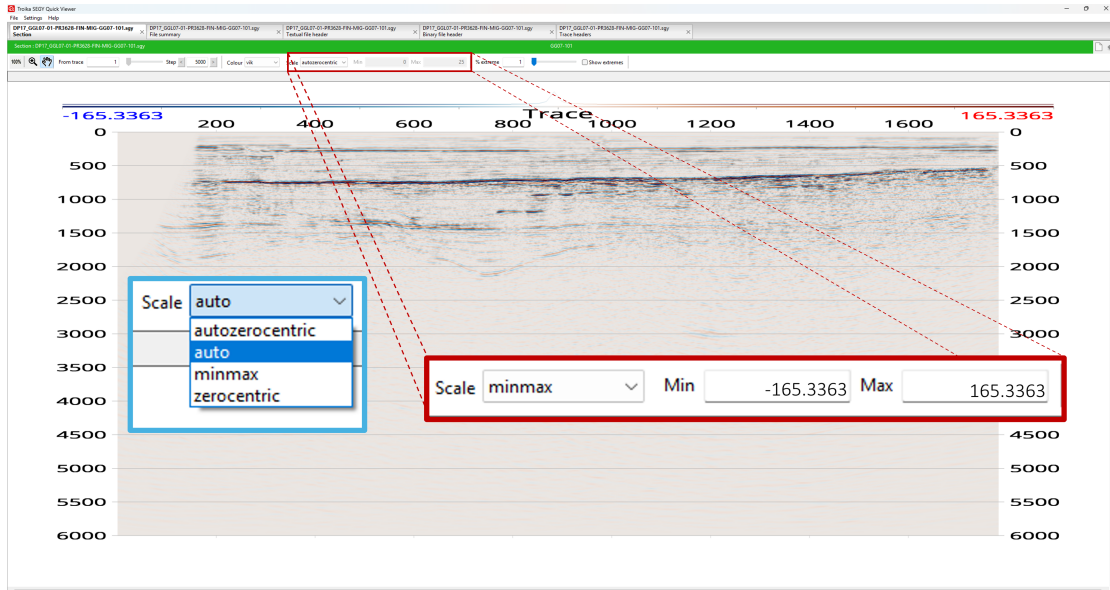 Troika SEGY Quick Viewer
File Settings Help
DP17_GGL07-01-PR3628-FIN-MIG-GG07-101.sgy × DP17_GGL07-01-PR3628-FIN-MIG-GG07-101.sgy × DP17_GGL07-01-PR3628-FIN-MIG-GG07-101.sgy × DP17_GGL07-01-PR3628-FIN-MIG-GG07-101.sgy × DP17_GGL07-01-PR3628-FIN-MIG-GG07-101.sgy ×
Section File summary Textual file header Binary file header Trace headers
Section : DP17_GGL07-01-PR3628-FIN-MIG-GG07-101.sgy GG07-101
100% From trace 1 Step 5000 Colour vik Scale autozerocentric Min 0 Max 25 % extreme 1 Show extremes
-165.3363 Trace 165.3363
200 400 600 800 1000 1200 1400 1600
0 0
500 500
1000 1000
1500 1500
2000 2000
2500 2500
3000 3000
3500
4000
4500 4500
5000 5000
5500 5500
6000 6000
Scale auto
autozerocentric
auto
minmax
zerocentric
Scale minmax Min -165.3363 Max 165.3363